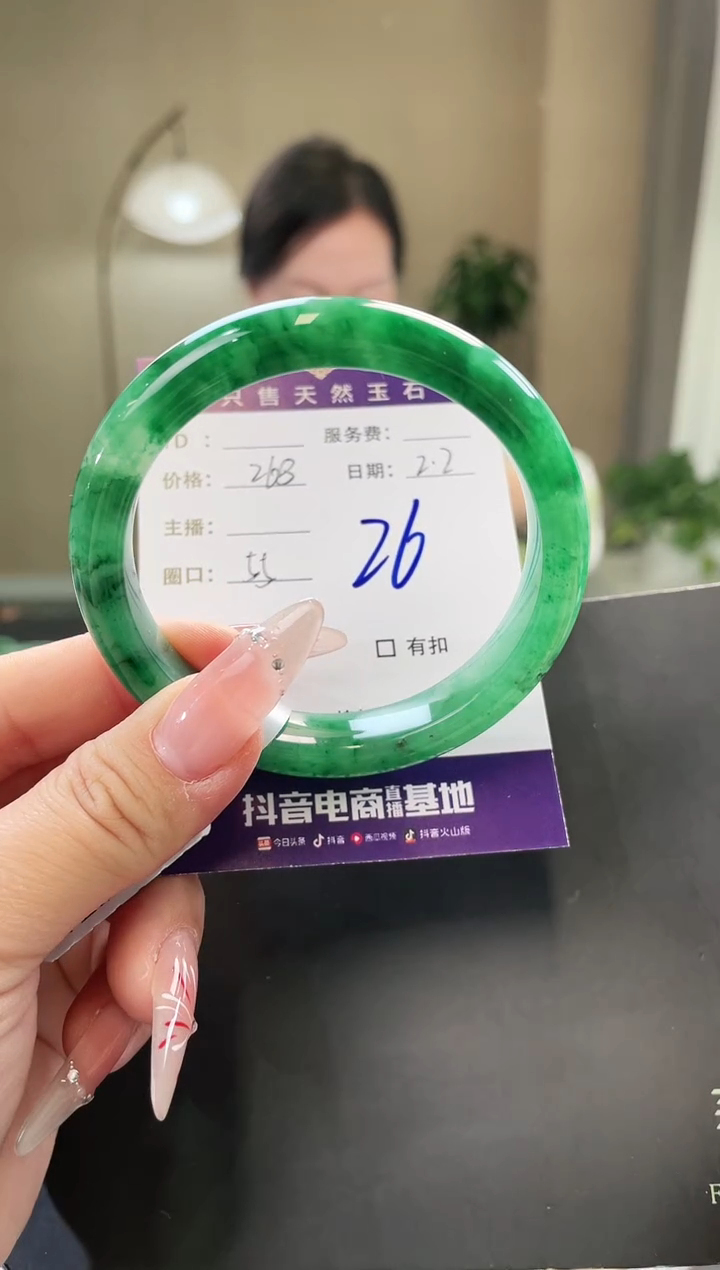 只售天然玉石
D: 服务费:
价格: 268 日期: 2.2
主播:
26
圈口:
□ 有扣
抖音电商直播基地
今日头条 抖音 西瓜视频 抖音火山版